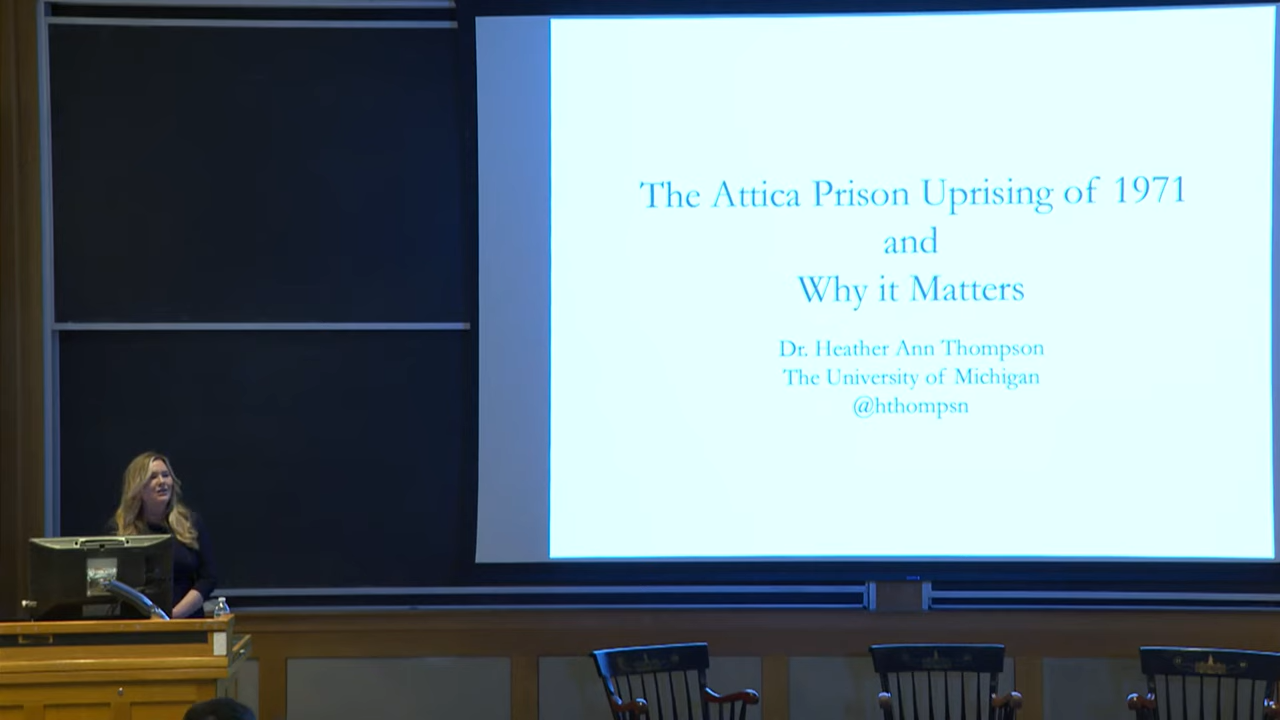 The Attica Prison Uprising of 1971
and
Why it Matters
Dr. Heather Ann Thompson
The University of Michigan
@hthompsn